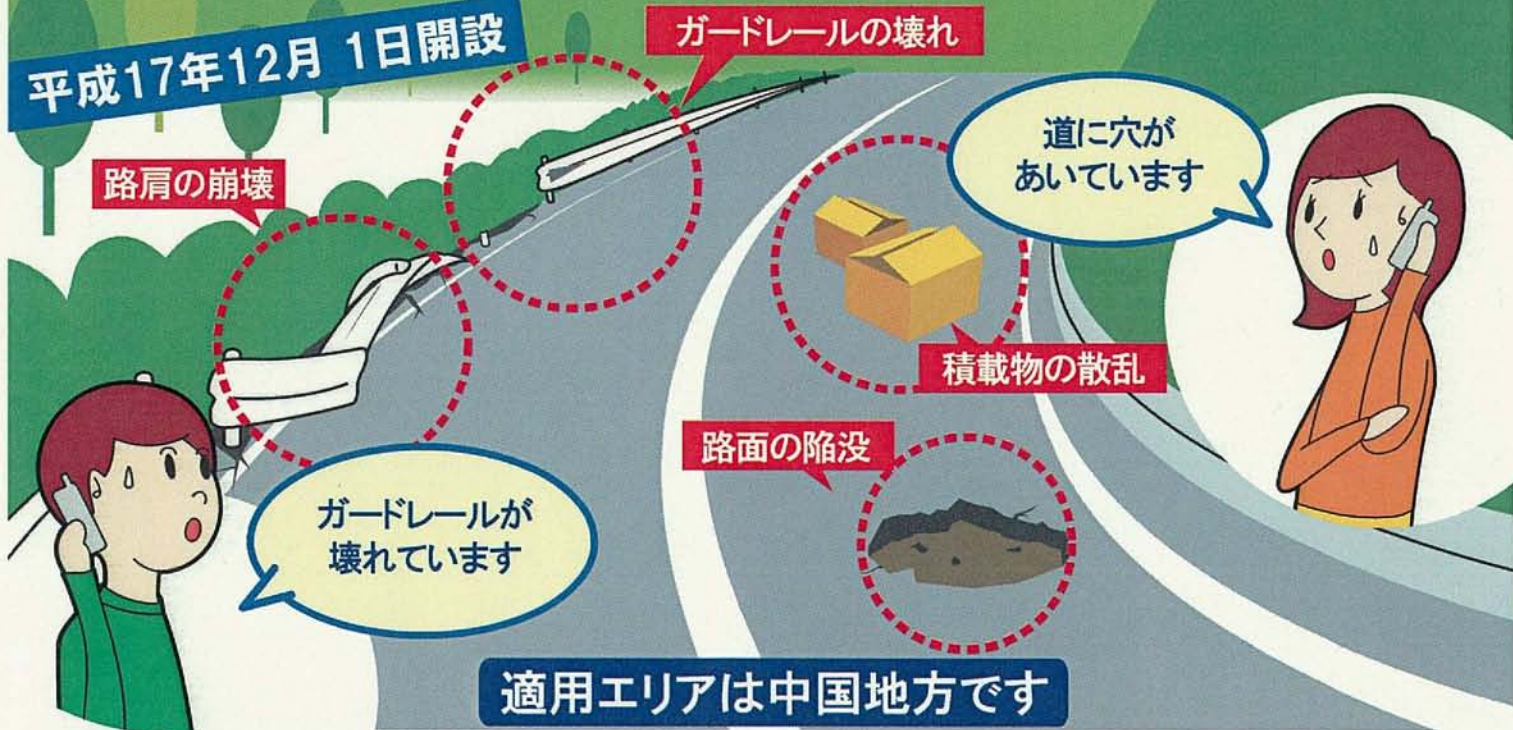 平成17年12月 1日開設
ガードレールの壊れ
道に穴が
あいています
路肩の崩壊
積載物の散乱
路面の陥没
ガードレールが
壊れています
適用エリアは中国地方です